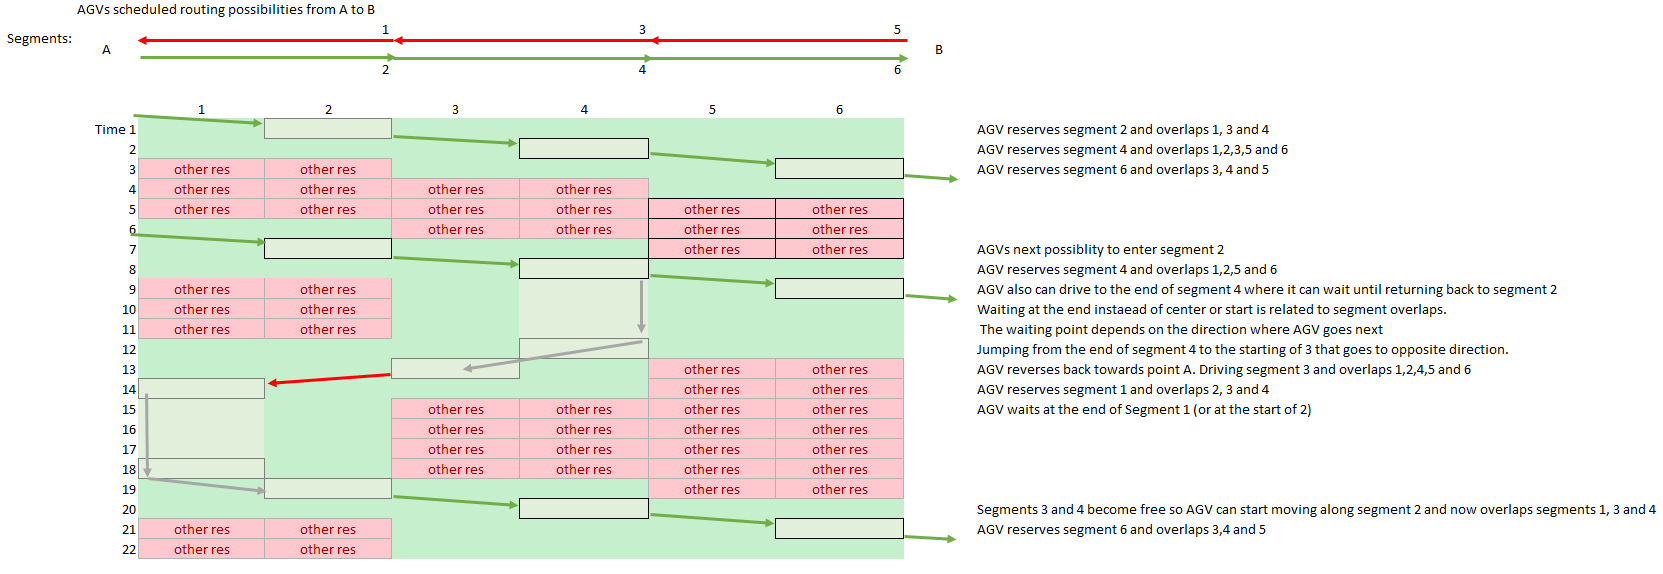 AGVs scheduled routing possibilities from A to B
1 3 5
Segments: A B
2 4 6
1 2 3 4 5 6
Time 1 AGV reserves segment 2 and overlaps 1, 3 and 4
2 AGV reserves segment 4 and overlaps 1,2,3,5 and 6
3 other res other res AGV reserves segment 6 and overlaps 3, 4 and 5
4 other res other res other res other res
5 other res other res other res other res other res other res
6 other res other res other res other res
7 other res other res AGVs next possiblity to enter segment 2
8 AGV reserves segment 4 and overlaps 1,2,5 and 6
9 other res other res AGV also can drive to the end of segment 4 where it can wait until returning back to segment 2
10 other res other res Waiting at the end instaead of center or start is related to segment overlaps.
11 other res other res The waiting point depends on the direction where AGV goes next
12 Jumping from the end of segment 4 to the starting of 3 that goes to opposite direction.
13 other res other res AGV reverses back towards point A. Driving segment 3 and overlaps 1,2,4,5 and 6
14 other res other res AGV reserves segment 1 and overlaps 2, 3 and 4
15 other res other res other res other res AGV waits at the end of Segment 1 (or at the start of 2)
16 other res other res other res other res
17 other res other res other res other res
18 other res other res other res other res
19 other res other res
20 Segments 3 and 4 become free so AGV can start moving along segment 2 and now overlaps segments 1, 3 and 4
21 other res other res AGV reserves segment 6 and overlaps 3,4 and 5
22 other res other res